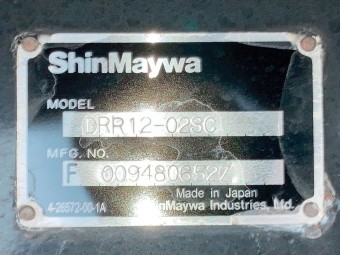 ShinMaywa
MODEL
DRR12-02SC
MFG. NO.
F 0094806527
Made in Japan
4-26572-00-1A ShinMaywa Industries, Ltd.